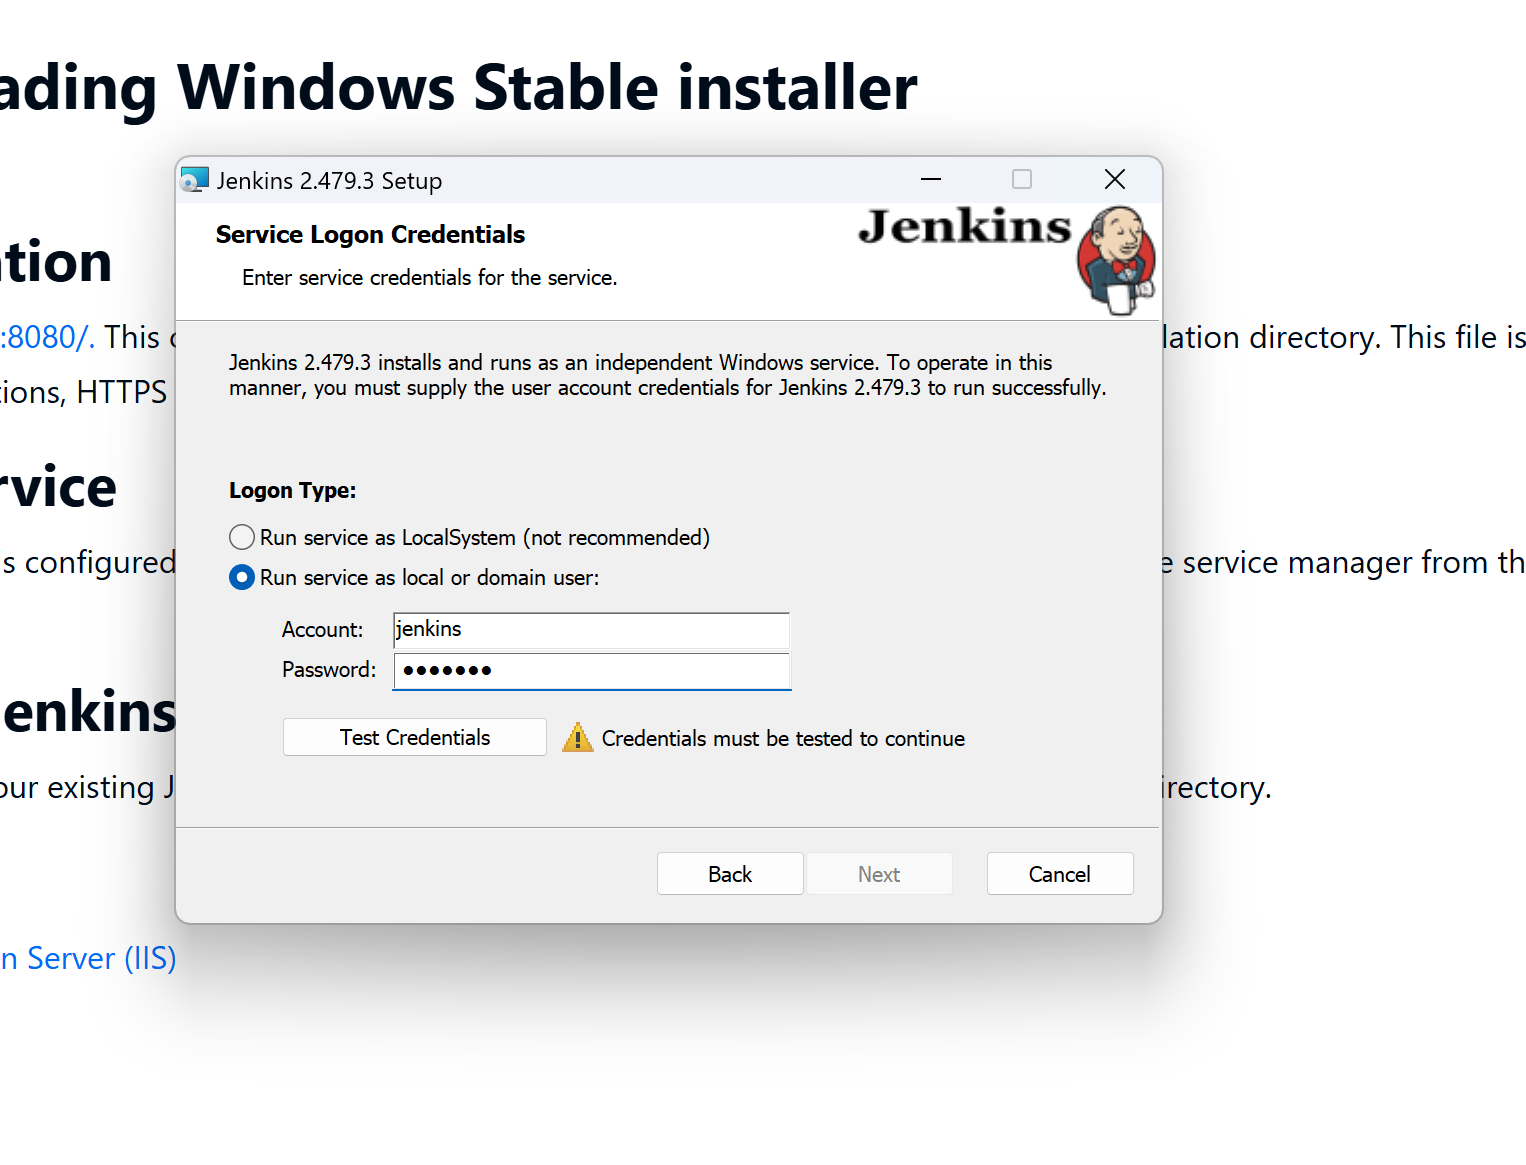 ading Windows Stable installer
Jenkins 2.479.3 Setup
Service Logon Credentials
Jenkins
Enter service credentials for the service.
ation
:8080/. This
lation directory. This file is
Jenkins 2.479.3 installs and runs as an independent Windows service. To operate in this
manner, you must supply the user account credentials for Jenkins 2.479.3 to run successfully.
tions, HTTPS
rvice
Logon Type:
Run service as LocalSystem (not recommended)
s configured
e service manager from th
Run service as local or domain user:
Account:
jenkins
Password:
●●●●●●●
enkins
Test Credentials
Credentials must be tested to continue
our existing J
irectory.
Back
Next
Cancel
n Server (IIS)